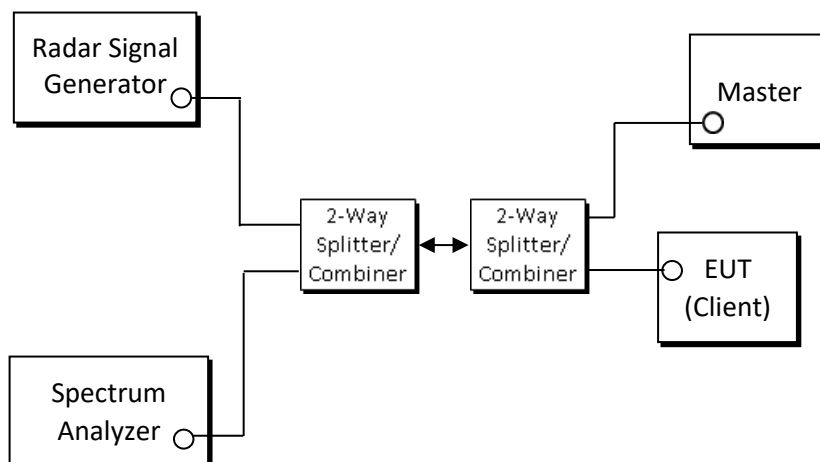 Radar Signal
Generator
Master
2-Way
Splitter/
Combiner
2-Way
Splitter/
Combiner
EUT
(Client)
Spectrum
Analyzer